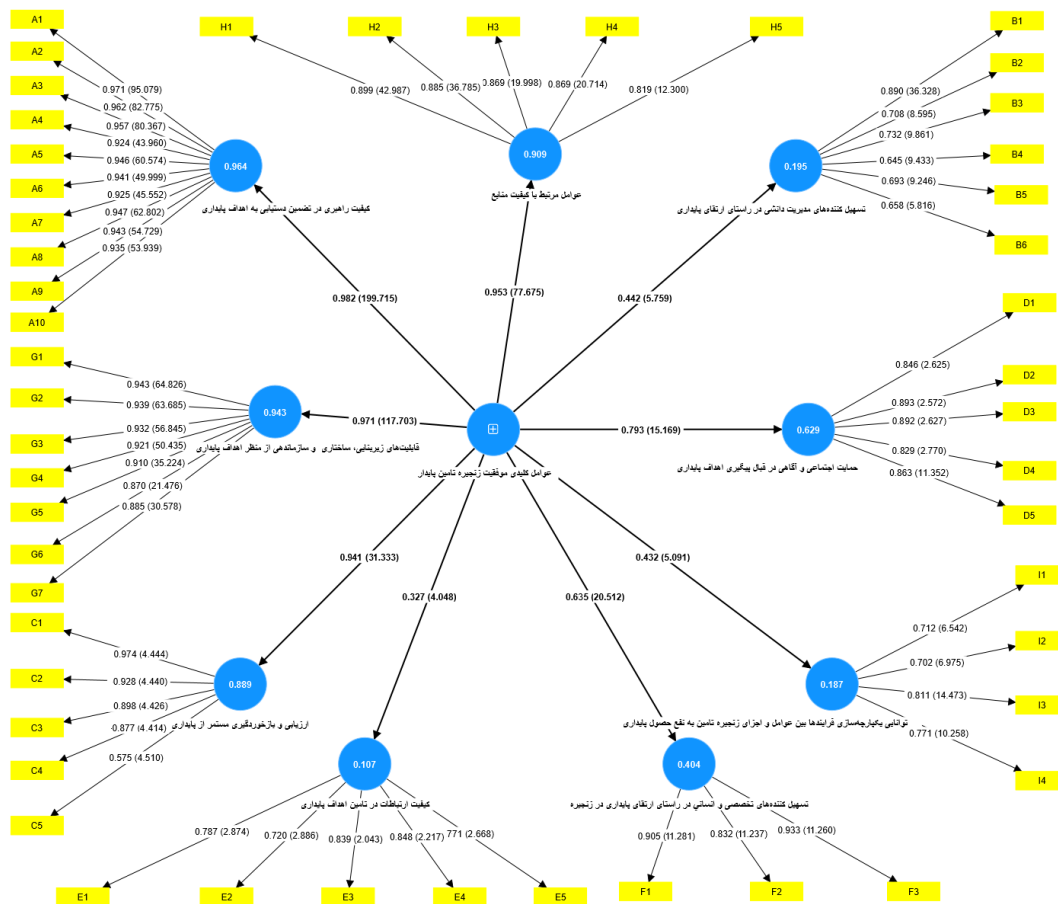 A1
A2
A3
A4
A5
A6
A7
A8
A9
A10
0.971 (95.079)
0.962 (82.775)
0.957 (80.367)
0.924 (43.960)
0.946 (60.574)
0.941 (49.999)
0.925 (45.552)
0.947 (62.802)
0.943 (54.729)
0.935 (53.939)
0.964
کیفیت راهبری در تضمین دستیابی به اهداف پایداری
0.982 (199.715)
H1
H2
H3
H4
H5
0.899 (42.987)
0.885 (36.785)
0.869 (19.998)
0.869 (20.714)
0.819 (12.300)
0.909
عوامل مرتبط با کیفیت منابع
0.953 (77.675)
B1
B2
B3
B4
B5
B6
0.890 (36.328)
0.708 (8.595)
0.732 (9.861)
0.645 (9.433)
0.693 (9.246)
0.658 (5.816)
0.195
تسهیل کننده‌های مدیریت دانشی در راستای ارتقای پایداری
0.442 (5.759)
G1
G2
G3
G4
G5
G6
G7
0.943 (64.826)
0.939 (63.685)
0.932 (56.845)
0.921 (50.435)
0.910 (35.224)
0.870 (21.476)
0.885 (30.578)
0.943
قابلیت‌های زیربنایی، ساختاری و سازماندهی از منظر اهداف پایداری
0.971 (117.703)
عوامل کلیدی موفقیت زنجیره تامین پایدار
D1
D2
D3
D4
D5
0.846 (2.625)
0.893 (2.572)
0.892 (2.627)
0.829 (2.770)
0.863 (11.352)
0.629
حمایت اجتماعی و آگاهی در قبال پیگیری اهداف پایداری
0.793 (15.169)
C1
C2
C3
C4
C5
0.974 (4.444)
0.928 (4.440)
0.898 (4.426)
0.877 (4.414)
0.575 (4.510)
0.889
ارزیابی و بازخوردگیری مستمر از پایداری
0.941 (31.333)
I1
I2
I3
I4
0.712 (6.542)
0.702 (6.975)
0.811 (14.473)
0.771 (10.258)
0.187
توانایی یکپارچه‌سازی فرایندها بین عوامل و اجزای زنجیره تامین به نفع حصول پایداری
0.432 (5.091)
0.327 (4.048)
0.107
کیفیت ارتباطات در تامین اهداف پایداری
0.787 (2.874)
0.720 (2.886)
0.839 (2.043)
0.848 (2.217)
771 (2.668)
E1
E2
E3
E4
E5
0.635 (20.512)
0.404
تسهیل کننده‌های تخصصی و انسانی در راستای ارتقای پایداری در زنجیره
0.905 (11.281)
0.832 (11.237)
0.933 (11.260)
F1
F2
F3